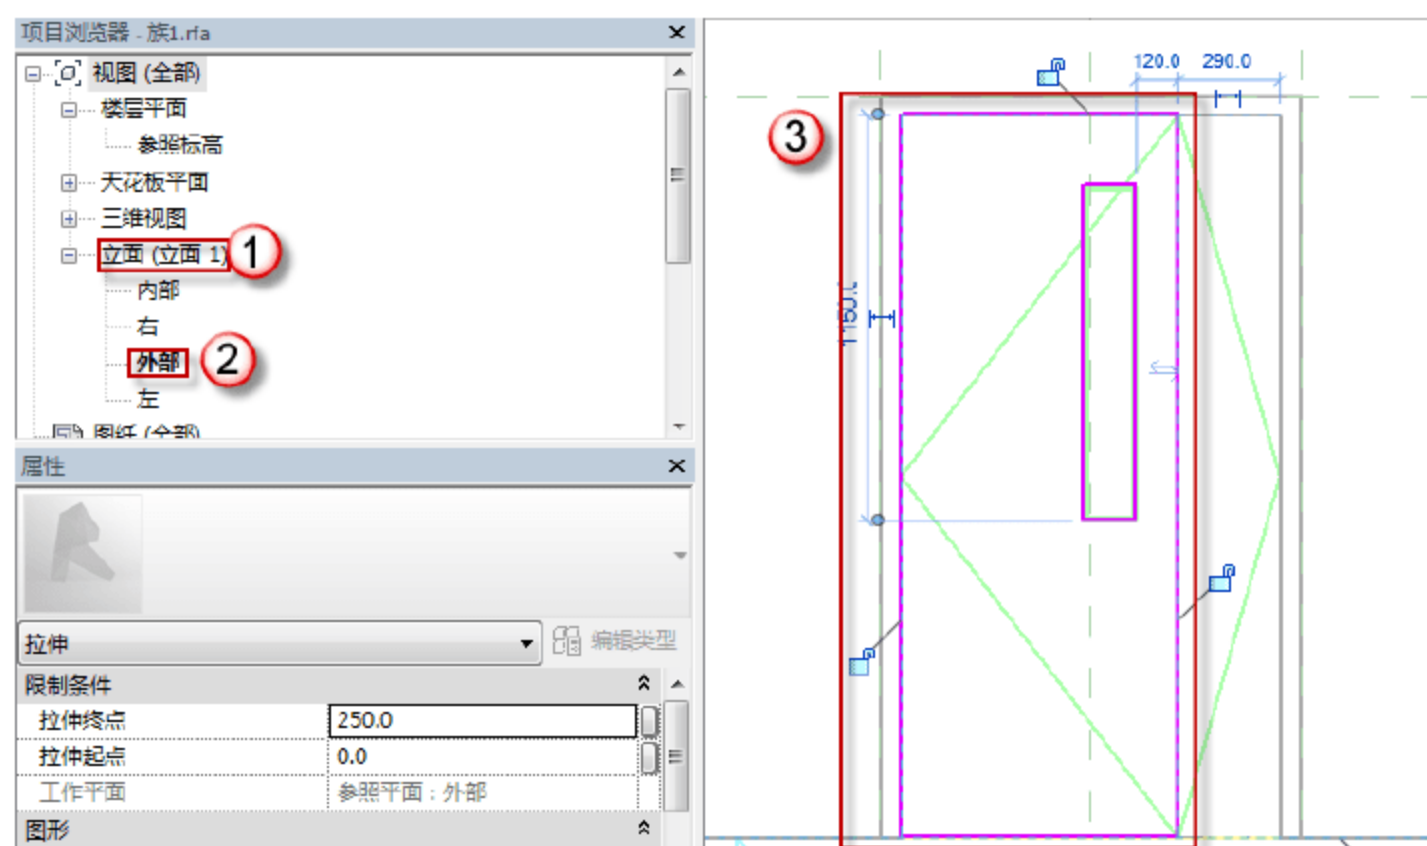 项目浏览器 - 族1.rfa
视图 (全部)
楼层平面
参照标高
天花板平面
三维视图
立面 (立面 1)
1
内部
右
外部
2
左
图纸 (全部)
属性
拉伸
编辑类型
限制条件
拉伸终点 250.0
拉伸起点 0.0
工作平面 参照平面 : 外部
图形
3
120.0 290.0
1150.0